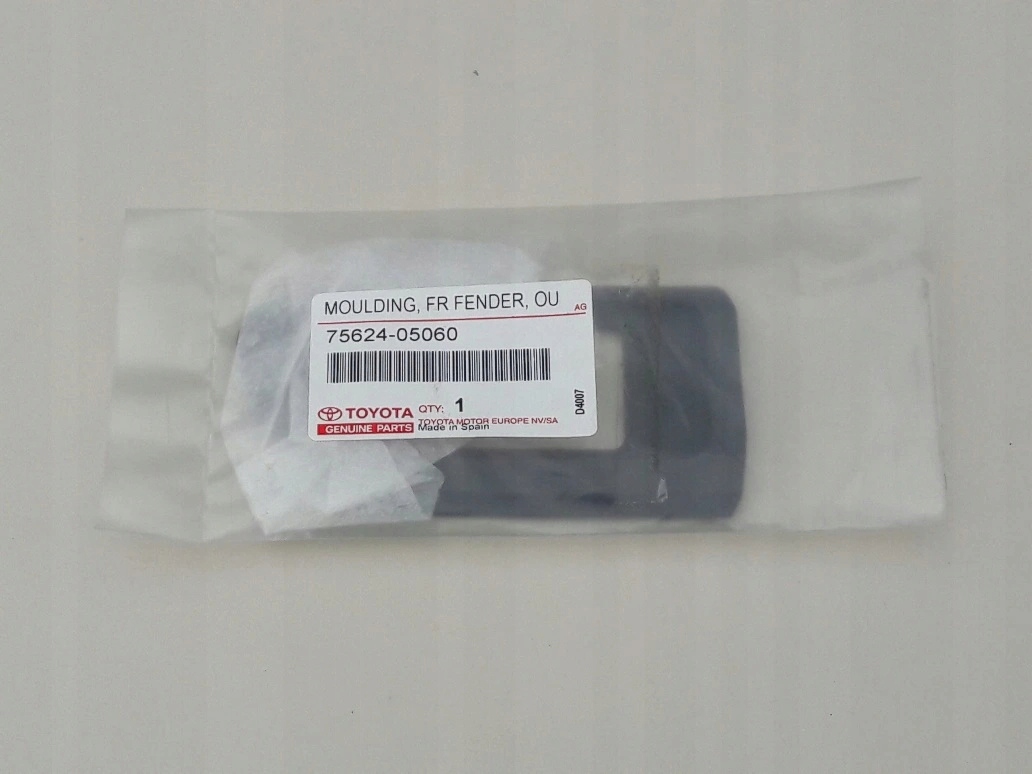 MOULDING, FR FENDER, OU
AG
75624-05060
TOYOTA QTY: 1
GENUINE PARTS TOYOTA MOTOR EUROPE NV/SA
Made in Spain
D4007